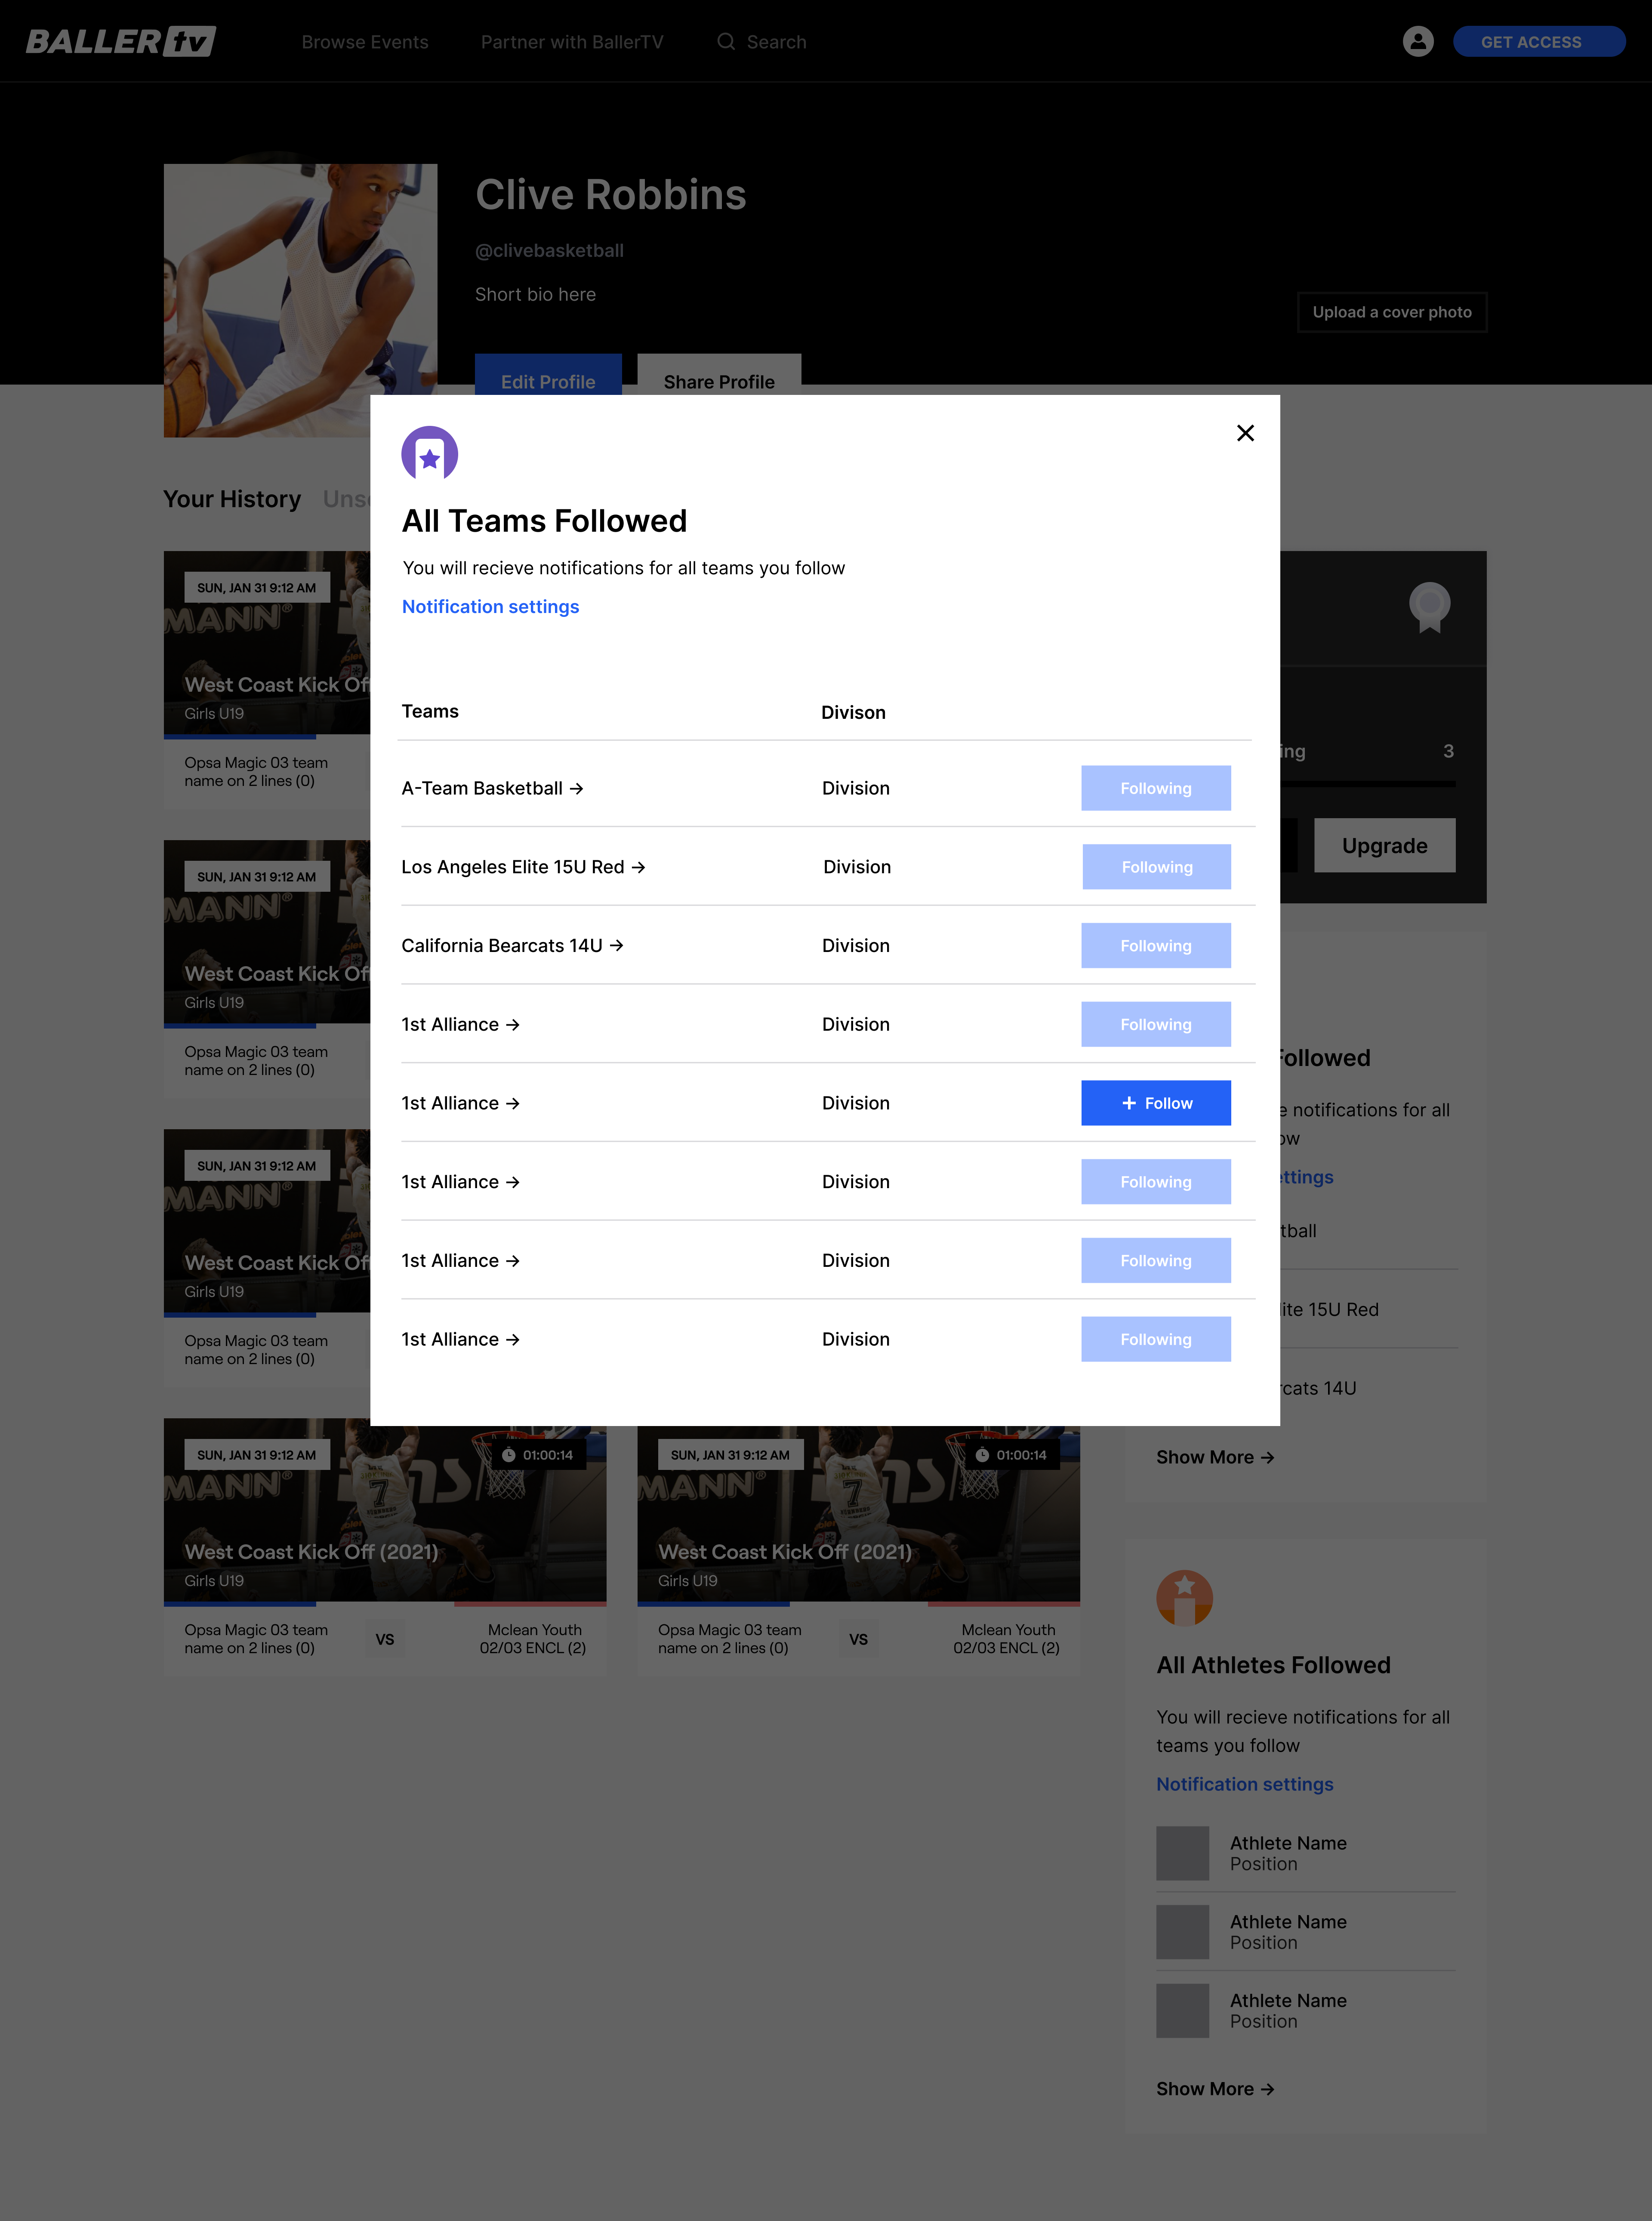 BALLER tv
Browse Events
Partner with BallerTV
Search
GET ACCESS
Clive Robbins
@clivebasketball
Short bio here
Upload a cover photo
Edit Profile
Share Profile
Your History
All Teams Followed
You will recieve notifications for all teams you follow
Notification settings
Teams
Divison
A-Team Basketball →
Division
Following
Los Angeles Elite 15U Red →
Division
Following
California Bearcats 14U →
Division
Following
1st Alliance →
Division
Following
1st Alliance →
Division
+ Follow
1st Alliance →
Division
Following
1st Alliance →
Division
Following
1st Alliance →
Division
Following
SUN, JAN 31 9:12 AM
MANN®
West Coast Kick Of
Girls U19
Opsa Magic 03 team
name on 2 lines (0)
SUN, JAN 31 9:12 AM
MANN®
West Coast Kick Of
Girls U19
Opsa Magic 03 team
name on 2 lines (0)
SUN, JAN 31 9:12 AM
MANN®
West Coast Kick Of
Girls U19
Opsa Magic 03 team
name on 2 lines (0)
SUN, JAN 31 9:12 AM
01:00:14
MANN®
7
West Coast Kick Off (2021)
Girls U19
Opsa Magic 03 team
name on 2 lines (0)
VS
Mclean Youth
02/03 ENCL (2)
SUN, JAN 31 9:12 AM
01:00:14
MANN®
7
West Coast Kick Off (2021)
Girls U19
Opsa Magic 03 team
name on 2 lines (0)
VS
Mclean Youth
02/03 ENCL (2)
ing
3
Upgrade
Followed
notifications for all
ow
ettings
tball
ite 15U Red
cats 14U
Show More →
All Athletes Followed
You will recieve notifications for all
teams you follow
Notification settings
Athlete Name
Position
Athlete Name
Position
Athlete Name
Position
Show More →